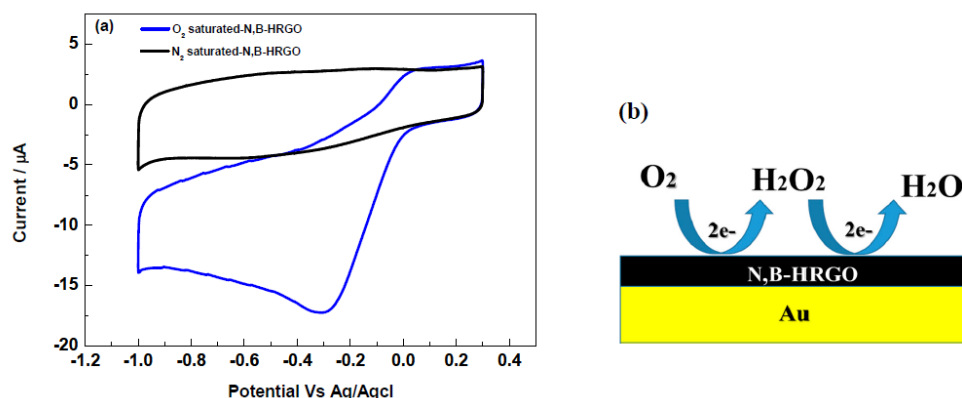 (a)
O2 saturated-N,B-HRGO
N2 saturated-N,B-HRGO
5
0
-5
-10
-15
-20
Current / µA
-1.2 -1.0 -0.8 -0.6 -0.4 -0.2 0.0 0.2 0.4
Potential Vs Ag/Agcl
(b)
O2 H2O2 H2O
2e- 2e-
N,B-HRGO
Au